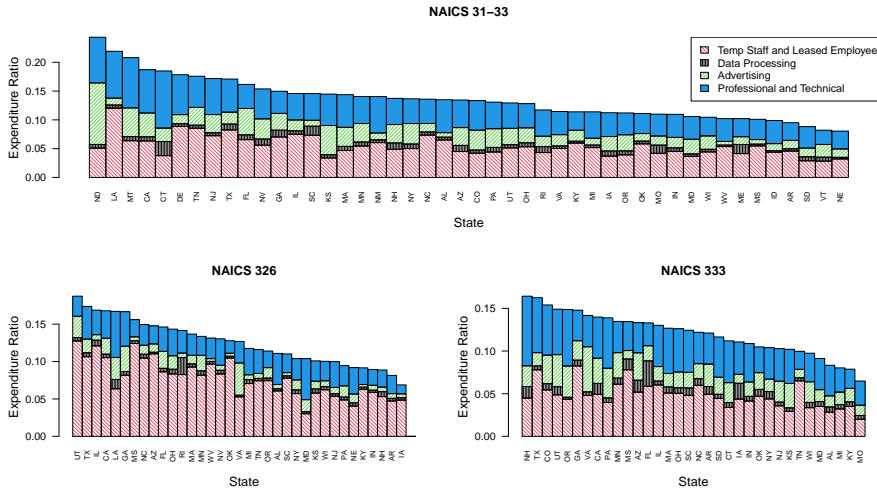 NAICS 31–33
Expenditure Ratio
0.20
0.15
0.10
0.05
0.00
Temp Staff and Leased Employee
Data Processing
Advertising
Professional and Technical
ND LA MT CA CT DE TN NJ TX FL NV GA IL SC KS MA MN NM NH NY NC AL AZ CO PA UT OH RI VA KY MI IA OR OK MO IN MD WI WV ME MS ID AR SD VT NE
State
NAICS 326
Expenditure Ratio
0.15
0.10
0.05
0.00
UT TX IL CA LA GA MS NC AZ FL OH RI MA MN WV NV OK VA MI TN OR AL SC NY MD KS WI NJ PA NE KY IN NH AR IA
State
NAICS 333
Expenditure Ratio
0.15
0.10
0.05
0.00
NH TX CO UT OR GA VA CA PA MN MS AZ FL IL MA OH SC NC AR SD CT IA MI OK NY NJ KS TN WI MD AL ID KY MO
State